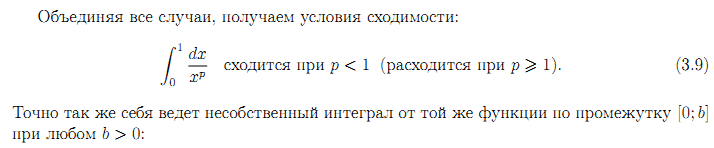 Объединяя все случаи, получаем условия сходимости:
∫₀¹ dx/xᵖ сходится при p < 1 (расходится при p ⩾ 1). (3.9)
Точно так же себя ведет несобственный интеграл от той же функции по промежутку [0; b]
при любом b > 0: